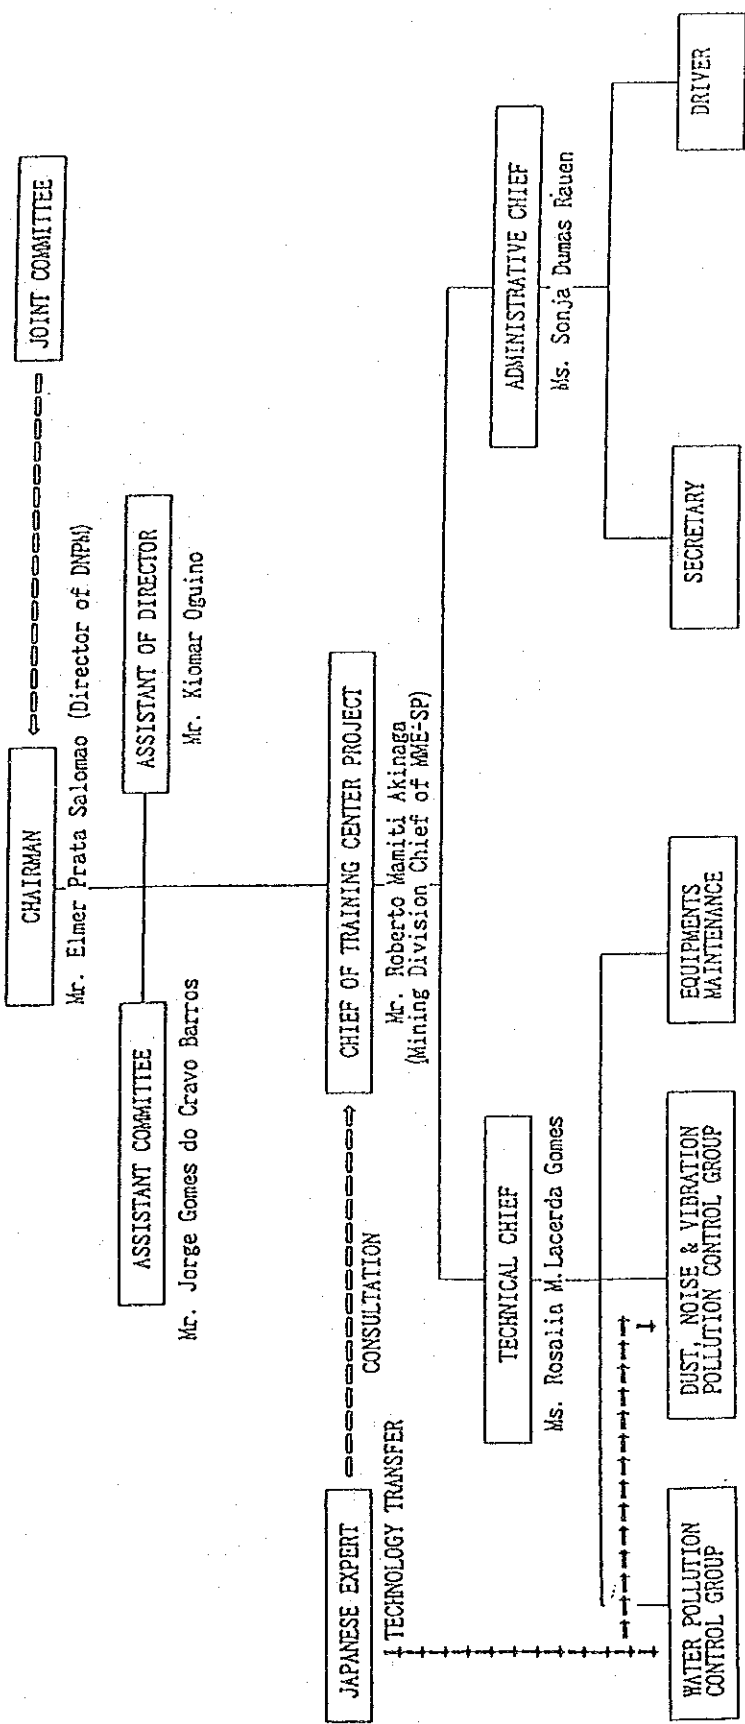 JOINT COMMITTEE
CHAIRMAN
Mr. Elmer Prata Salomao (Director of DNPM)
ASSISTANT COMMITTEE
Mr. Jorge Gomes do Cravo Barros
ASSISTANT OF DIRECTOR
Mr. Kiomar Oguino
JAPANESE EXPERT
CONSULTATION
TECHNOLOGY TRANSFER
CHIEF OF TRAINING CENTER PROJECT
Mr. Roberto Mamiti Akinaga
(Mining Division Chief of MME-SP)
TECHNICAL CHIEF
Ms. Rosalia M.Lacerda Gomes
ADMINISTRATIVE CHIEF
Ms. Sonja Dumas Rauen
WATER POLLUTION
CONTROL GROUP
DUST, NOISE & VIBRATION
POLLUTION CONTROL GROUP
EQUIPMENTS
MAINTENANCE
SECRETARY
DRIVER